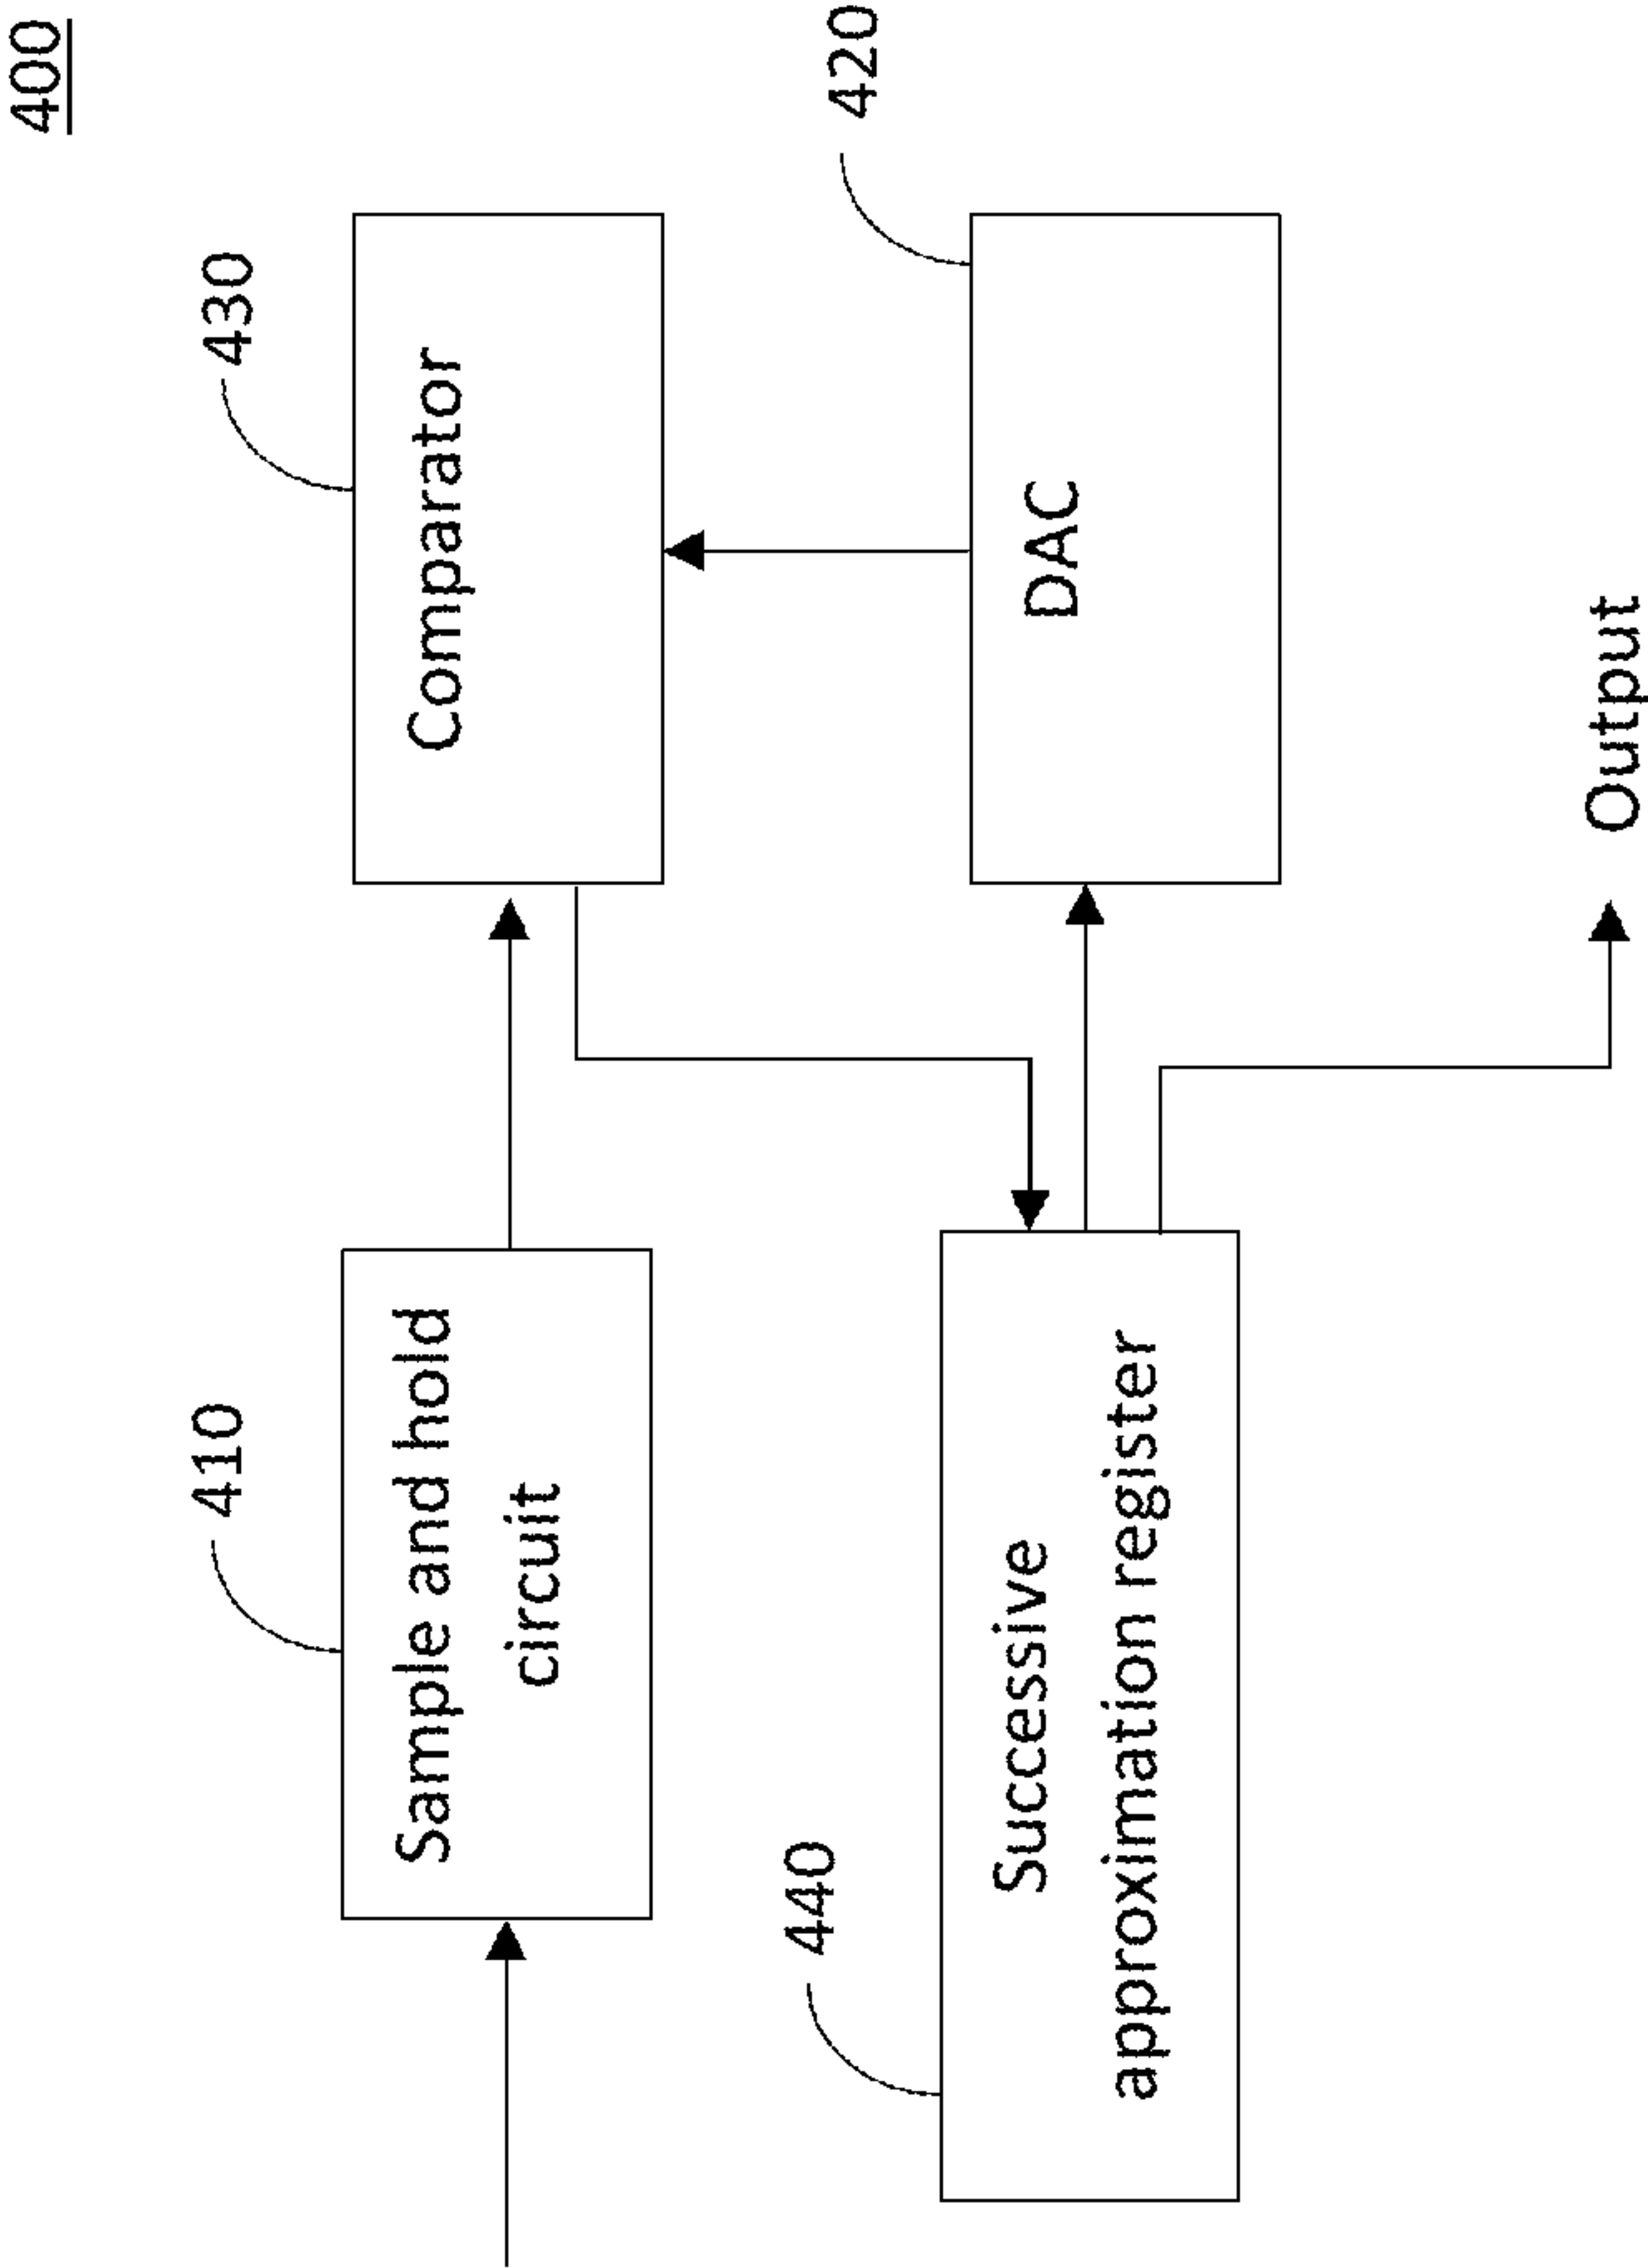 400
410
Sample and hold
circuit
430
Comparator
440
Successive
approximation register
420
DAC
Output